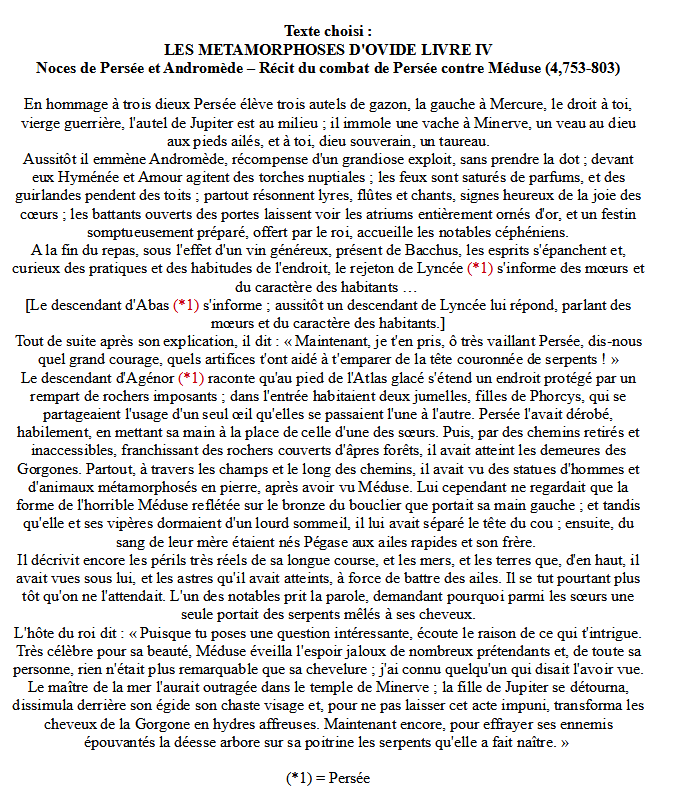 Texte choisi :
LES METAMORPHOSES D'OVIDE LIVRE IV
Noces de Persée et Andromède – Récit du combat de Persée contre Méduse (4,753-803)
En hommage à trois dieux Persée élève trois autels de gazon, la gauche à Mercure, le droit à toi,
vierge guerrière, l'autel de Jupiter est au milieu ; il immole une vache à Minerve, un veau au dieu
aux pieds ailés, et à toi, dieu souverain, un taureau.
Aussitôt il emmène Andromède, récompense d'un grandiose exploit, sans prendre la dot ; devant
eux Hyménée et Amour agitent des torches nuptiales ; les feux sont saturés de parfums, et des
guirlandes pendent des toits ; partout résonnent lyres, flûtes et chants, signes heureux de la joie des
cœurs ; les battants ouverts des portes laissent voir les atriums entièrement ornés d'or, et un festin
somptueusement préparé, offert par le roi, accueille les notables céphéniens.
A la fin du repas, sous l'effet d'un vin généreux, présent de Bacchus, les esprits s'épanchent et,
curieux des pratiques et des habitudes de l'endroit, le rejeton de Lyncée (*1) s'informe des mœurs et
du caractère des habitants …
[Le descendant d'Abas (*1) s'informe ; aussitôt un descendant de Lyncée lui répond, parlant des
mœurs et du caractère des habitants.]
Tout de suite après son explication, il dit : « Maintenant, je t'en pris, ô très vaillant Persée, dis-nous
quel grand courage, quels artifices t'ont aidé à t'emparer de la tête couronnée de serpents ! »
Le descendant d'Agénor (*1) raconte qu'au pied de l'Atlas glacé s'étend un endroit protégé par un
rempart de rochers imposants ; dans l'entrée habitaient deux jumelles, filles de Phorcys, qui se
partageaient l'usage d'un seul œil qu'elles se passaient l'une à l'autre. Persée l'avait dérobé,
habilement, en mettant sa main à la place de celle d'une des sœurs. Puis, par des chemins retirés et
inaccessibles, franchissant des rochers couverts d'âpres forêts, il avait atteint les demeures des
Gorgones. Partout, à travers les champs et le long des chemins, il avait vu des statues d'hommes et
d'animaux métamorphosés en pierre, après avoir vu Méduse. Lui cependant ne regardait que la
forme de l'horrible Méduse reflétée sur le bronze du bouclier que portait sa main gauche ; et tandis
qu'elle et ses vipères dormaient d'un lourd sommeil, il lui avait séparé le tête du cou ; ensuite, du
sang de leur mère étaient nés Pégase aux ailes rapides et son frère.
Il décrivit encore les périls très réels de sa longue course, et les mers, et les terres que, d'en haut, il
avait vues sous lui, et les astres qu'il avait atteints, à force de battre des ailes. Il se tut pourtant plus
tôt qu'on ne l'attendait. L'un des notables prit la parole, demandant pourquoi parmi les sœurs une
seule portait des serpents mêlés à ses cheveux.
L'hôte du roi dit : « Puisque tu poses une question intéressante, écoute le raison de ce qui t'intrigue.
Très célèbre pour sa beauté, Méduse éveilla l'espoir jaloux de nombreux prétendants et, de toute sa
personne, rien n'était plus remarquable que sa chevelure ; j'ai connu quelqu'un qui disait l'avoir vue.
Le maître de la mer l'aurait outragée dans le temple de Minerve ; la fille de Jupiter se détourna,
dissimula derrière son égide son chaste visage et, pour ne pas laisser cet acte impuni, transforma les
cheveux de la Gorgone en hydres affreuses. Maintenant encore, pour effrayer ses ennemis
épouvantés la déesse arbore sur sa poitrine les serpents qu'elle a fait naître. »
(*1) = Persée